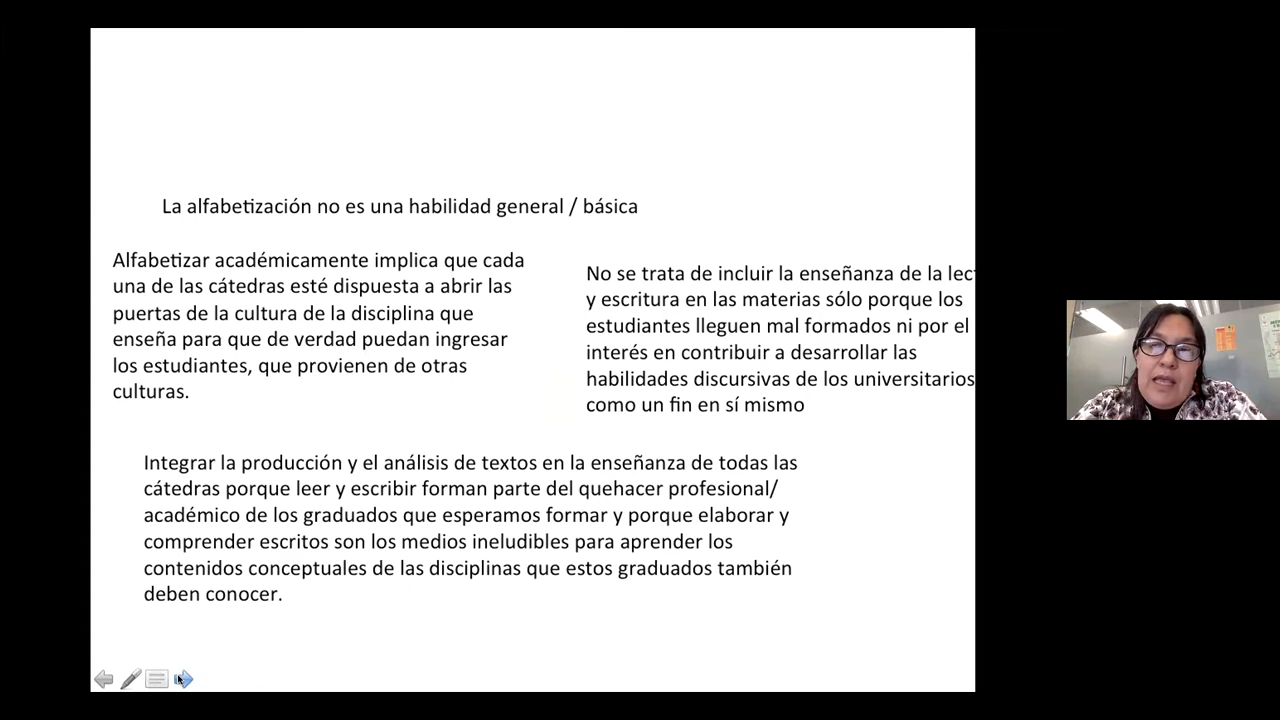 La alfabetización no es una habilidad general / básica
Alfabetizar académicamente implica que cada
una de las cátedras esté dispuesta a abrir las
puertas de la cultura de la disciplina que
enseña para que de verdad puedan ingresar
los estudiantes, que provienen de otras
culturas.
No se trata de incluir la enseñanza de la lec
y escritura en las materias sólo porque los
estudiantes lleguen mal formados ni por el
interés en contribuir a desarrollar las
habilidades discursivas de los universitarios
como un fin en sí mismo
Integrar la producción y el análisis de textos en la enseñanza de todas las
cátedras porque leer y escribir forman parte del quehacer profesional/
académico de los graduados que esperamos formar y porque elaborar y
comprender escritos son los medios ineludibles para aprender los
contenidos conceptuales de las disciplinas que estos graduados también
deben conocer.